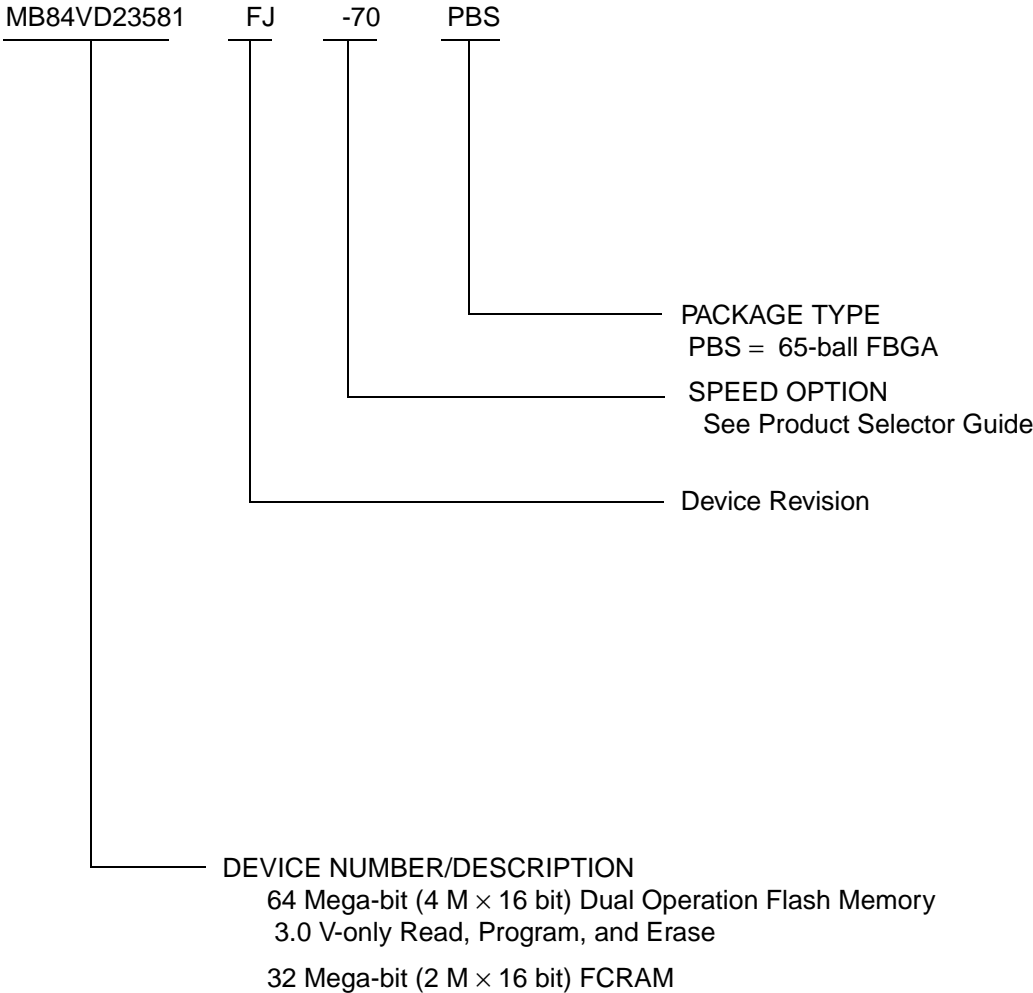 MB84VD23581 FJ -70 PBS
PACKAGE TYPE
PBS = 65-ball FBGA
SPEED OPTION
See Product Selector Guide
Device Revision
DEVICE NUMBER/DESCRIPTION
64 Mega-bit (4 M × 16 bit) Dual Operation Flash Memory
3.0 V-only Read, Program, and Erase
32 Mega-bit (2 M × 16 bit) FCRAM